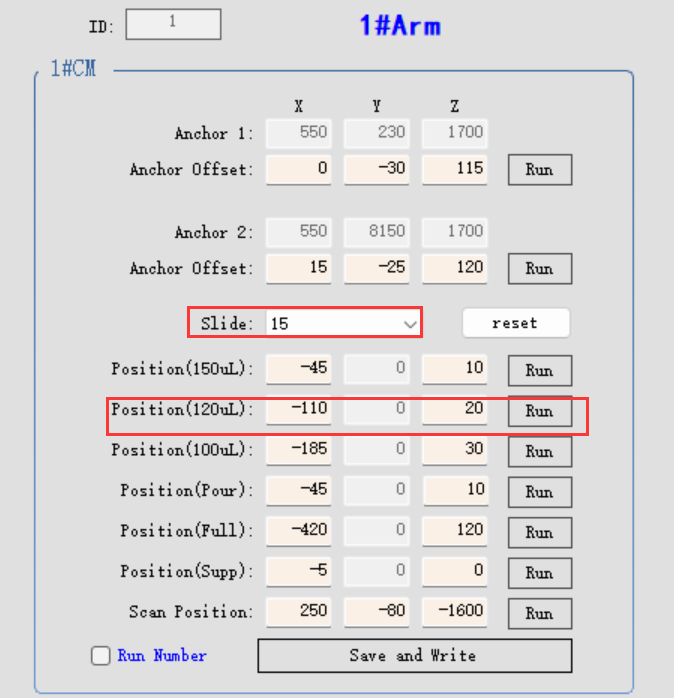 ID: 1 1#Arm
1#CM
X Y Z
Anchor 1: 550 230 1700
Anchor Offset: 0 -30 115 Run
Anchor 2: 550 8150 1700
Anchor Offset: 15 -25 120 Run
Slide: 15 reset
Position(150uL): -45 0 10 Run
Position(120uL): -110 0 20 Run
Position(100uL): -185 0 30 Run
Position(Pour): -45 0 10 Run
Position(Full): -420 0 120 Run
Position(Supp): -5 0 0 Run
Scan Position: 250 -80 -1600 Run
Run Number Save and Write